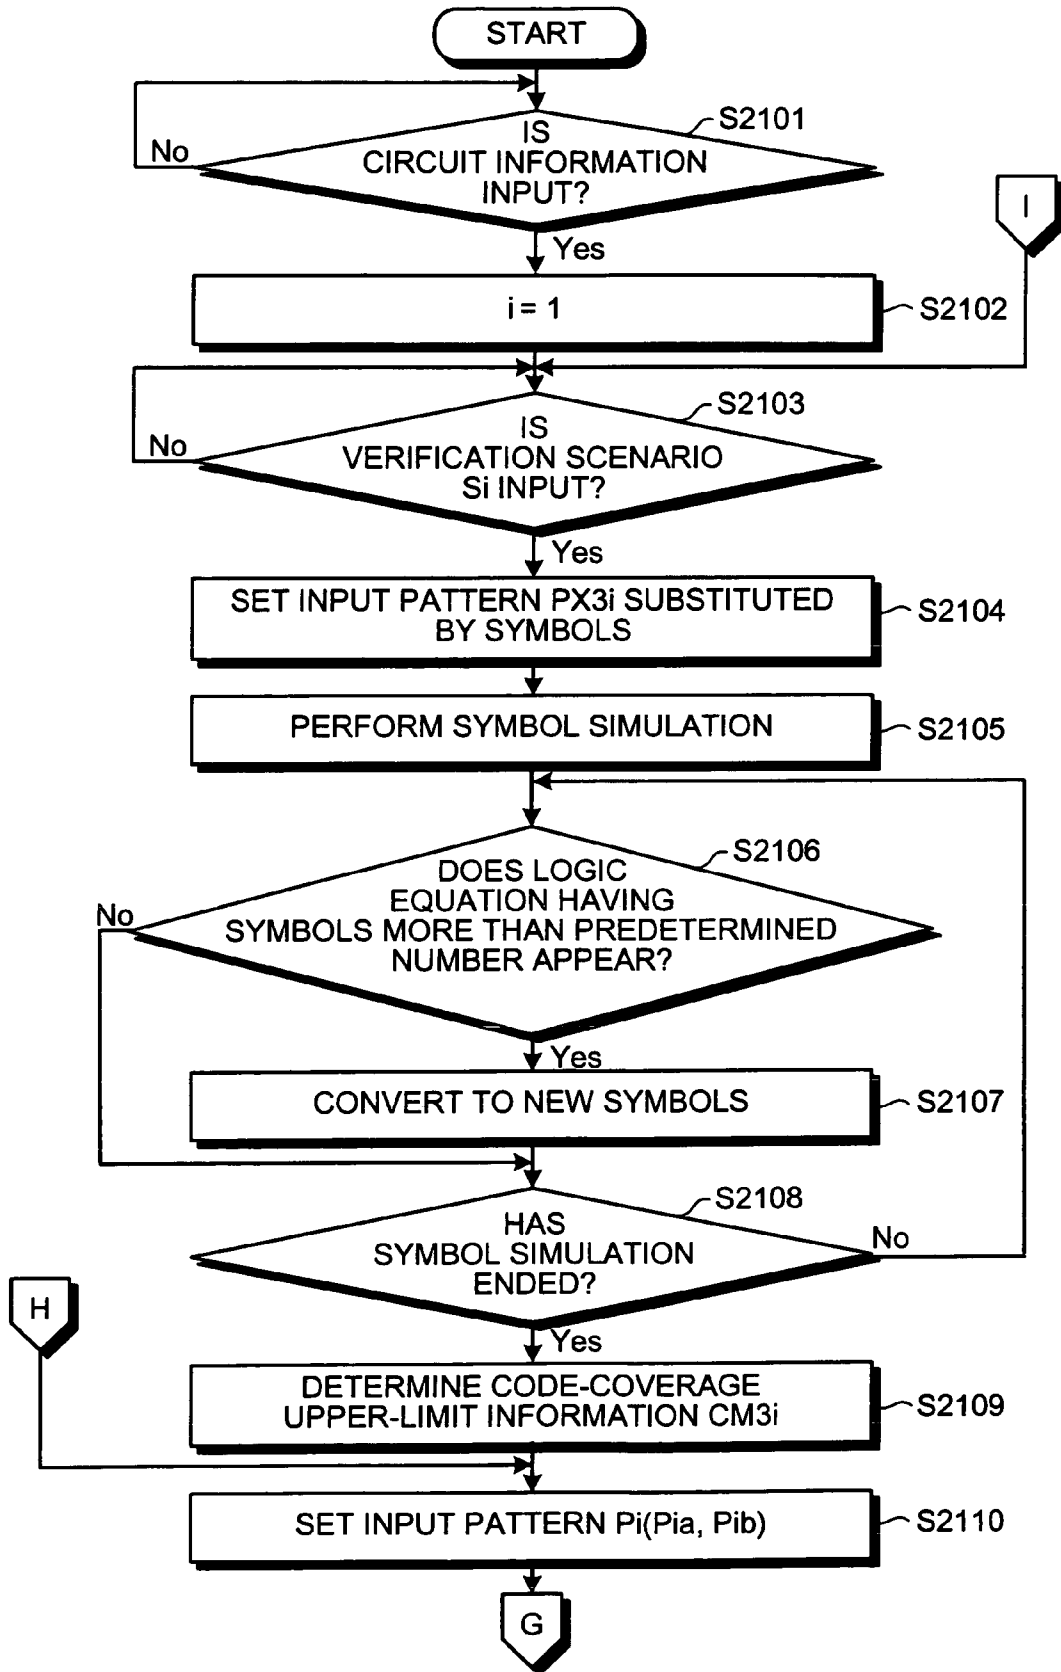 START
S2101
IS
CIRCUIT INFORMATION
INPUT?
No
Yes
I
i = 1
S2102
S2103
IS
VERIFICATION SCENARIO
Si INPUT?
No
Yes
SET INPUT PATTERN PX3i SUBSTITUTED
BY SYMBOLS
S2104
PERFORM SYMBOL SIMULATION
S2105
S2106
DOES LOGIC
EQUATION HAVING
SYMBOLS MORE THAN PREDETERMINED
NUMBER APPEAR?
No
Yes
CONVERT TO NEW SYMBOLS
S2107
S2108
HAS
SYMBOL SIMULATION
ENDED?
No
Yes
H
DETERMINE CODE-COVERAGE
UPPER-LIMIT INFORMATION CM3i
S2109
SET INPUT PATTERN Pi(Pia, Pib)
S2110
G